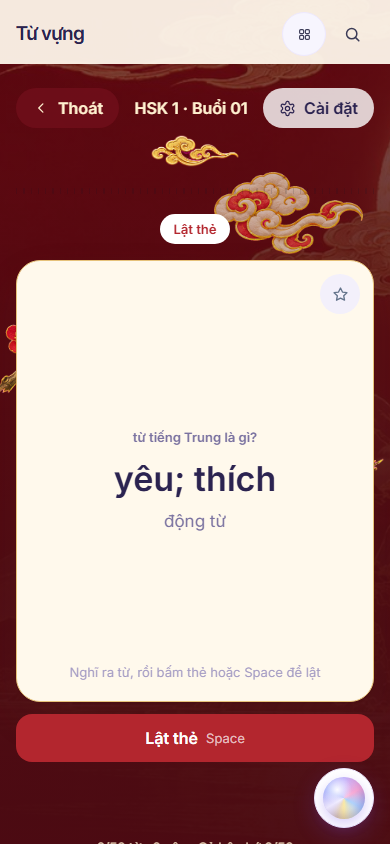 Từ vựng
Thoát
HSK 1 · Buổi 01
Cài đặt
Lật thẻ
từ tiếng Trung là gì?
yêu; thích
động từ
Nghĩ ra từ, rồi bấm thẻ hoặc Space để lật
Lật thẻ Space